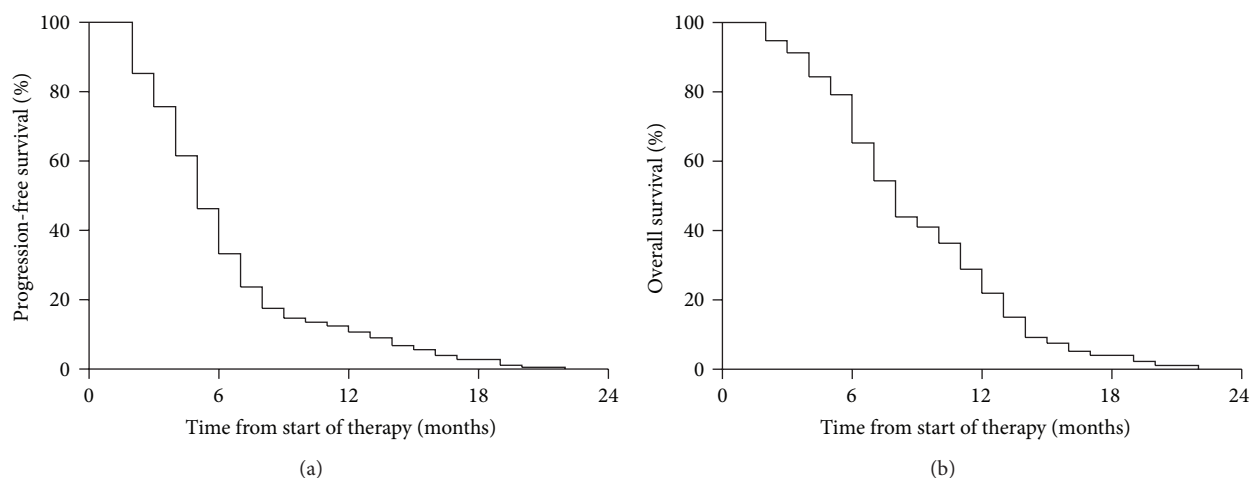 100
80
60
40
20
0
Progression-free survival (%)
0 6 12 18 24
Time from start of therapy (months)
(a)
100
80
60
40
20
0
Overall survival (%)
0 6 12 18 24
Time from start of therapy (months)
(b)